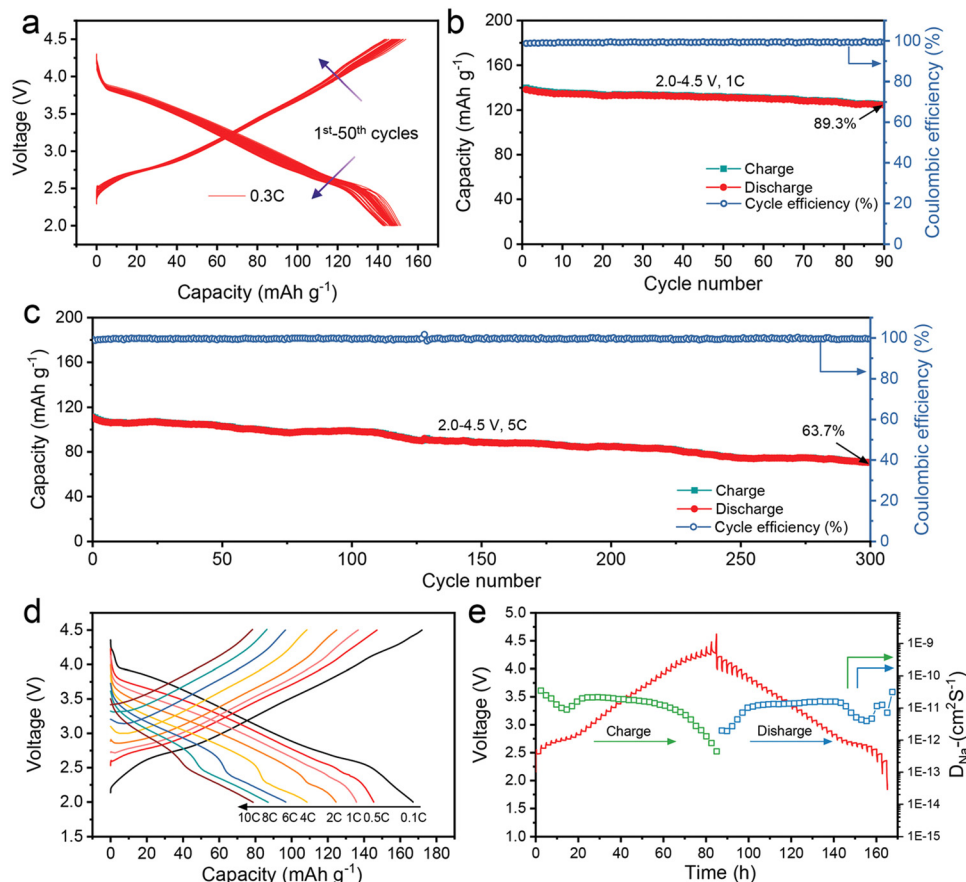 a
4.5
4.0
3.5
3.0
2.5
2.0
Voltage (V)
1st-50th cycles
0.3C
0 20 40 60 80 100 120 140 160
Capacity (mAh g-1)
b
200
160
120
80
40
0
Capacity (mAh g-1)
2.0-4.5 V, 1C
89.3%
Charge
Discharge
Cycle efficiency (%)
0 10 20 30 40 50 60 70 80 90
Cycle number
100
80
60
40
20
0
Coulombic efficiency (%)
c
200
160
120
80
40
0
Capacity (mAh g-1)
2.0-4.5 V, 5C
63.7%
Charge
Discharge
Cycle efficiency (%)
0 50 100 150 200 250 300
Cycle number
100
80
60
40
20
0
Coulombic efficiency (%)
d
4.5
4.0
3.5
3.0
2.5
2.0
1.5
Voltage (V)
10C 8C 6C 4C 2C 1C 0.5C 0.1C
0 20 40 60 80 100 120 140 160 180
Capacity (mAh g-1)
e
5.0
4.5
4.0
3.5
3.0
2.5
2.0
1.5
1.0
Voltage (V)
Charge
Disharge
0 20 40 60 80 100 120 140 160
Time (h)
1E-9
1E-10
1E-11
1E-12
1E-13
1E-14
1E-15
DNa-(cm2S-1)